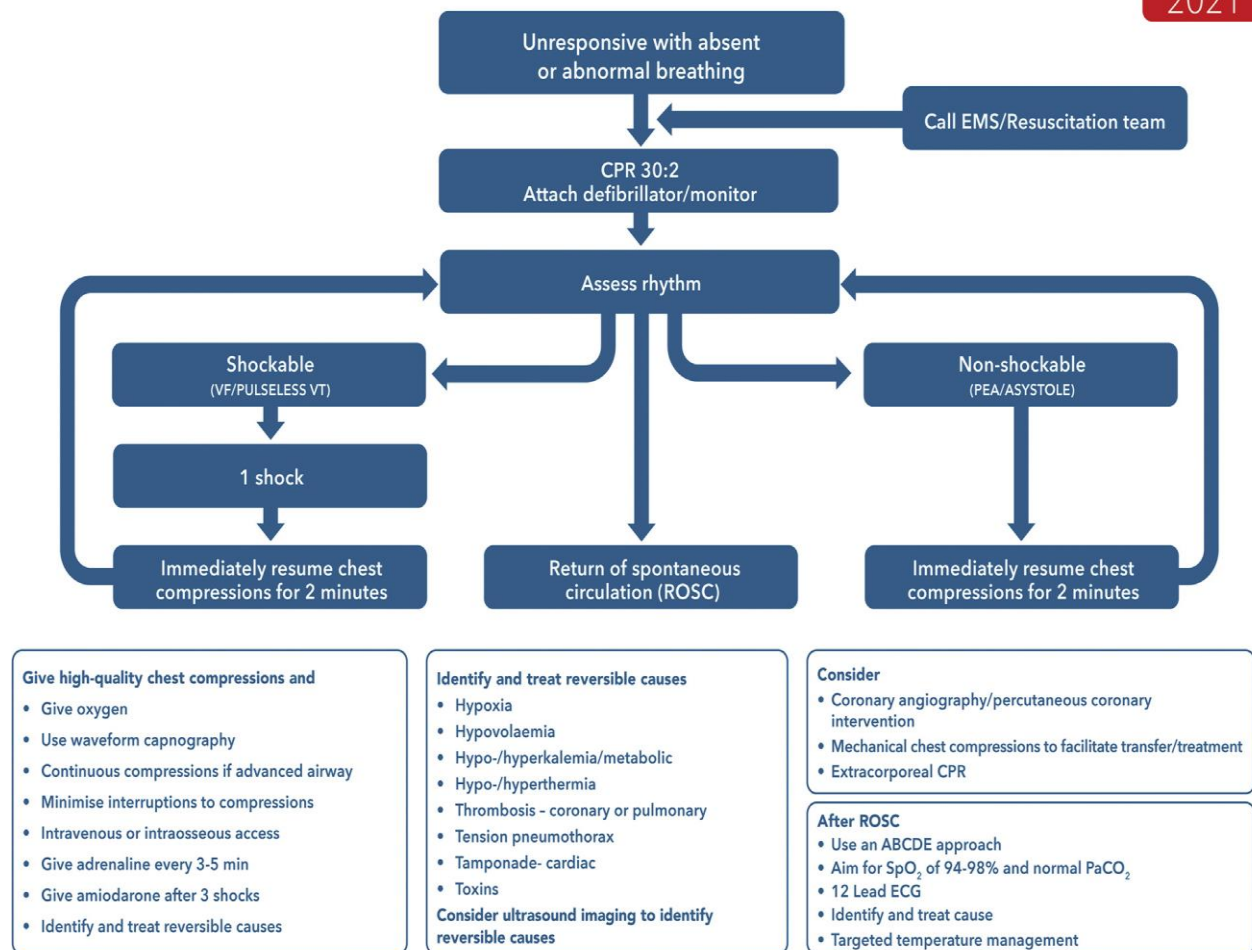 2021
Unresponsive with absent
or abnormal breathing
Call EMS/Resuscitation team
CPR 30:2
Attach defibrillator/monitor
Assess rhythm
Shockable
(VF/PULSELESS VT)
Non-shockable
(PEA/ASYSTOLE)
1 shock
Immediately resume chest
compressions for 2 minutes
Return of spontaneous
circulation (ROSC)
Immediately resume chest
compressions for 2 minutes
Give high-quality chest compressions and
• Give oxygen
• Use waveform capnography
• Continuous compressions if advanced airway
• Minimise interruptions to compressions
• Intravenous or intraosseous access
• Give adrenaline every 3-5 min
• Give amiodarone after 3 shocks
• Identify and treat reversible causes
Identify and treat reversible causes
• Hypoxia
• Hypovolaemia
• Hypo-/hyperkalemia/metabolic
• Hypo-/hyperthermia
• Thrombosis - coronary or pulmonary
• Tension pneumothorax
• Tamponade- cardiac
• Toxins
Consider ultrasound imaging to identify
reversible causes
Consider
• Coronary angiography/percutaneous coronary
intervention
• Mechanical chest compressions to facilitate transfer/treatment
• Extracorporeal CPR
After ROSC
• Use an ABCDE approach
• Aim for SpO₂ of 94-98% and normal PaCO₂
• 12 Lead ECG
• Identify and treat cause
• Targeted temperature management